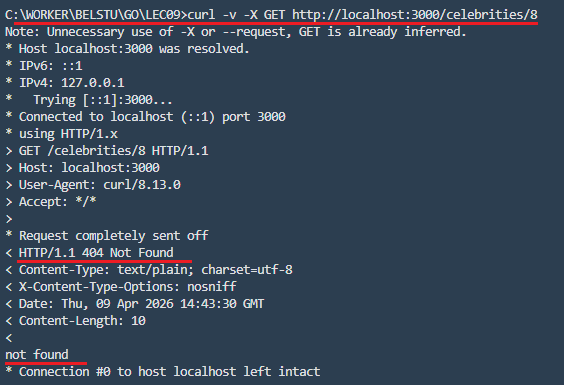 C:\WORKER\BELSTU\GO\LEC09>curl -v -X GET http://localhost:3000/celebrities/8
Note: Unnecessary use of -X or --request, GET is already inferred.
* Host localhost:3000 was resolved.
* IPv6: ::1
* IPv4: 127.0.0.1
*   Trying [::1]:3000...
* Connected to localhost (::1) port 3000
* using HTTP/1.x
> GET /celebrities/8 HTTP/1.1
> Host: localhost:3000
> User-Agent: curl/8.13.0
> Accept: */*
>
* Request completely sent off
< HTTP/1.1 404 Not Found
< Content-Type: text/plain; charset=utf-8
< X-Content-Type-Options: nosniff
< Date: Thu, 09 Apr 2026 14:43:30 GMT
< Content-Length: 10
<
not found
* Connection #0 to host localhost left intact